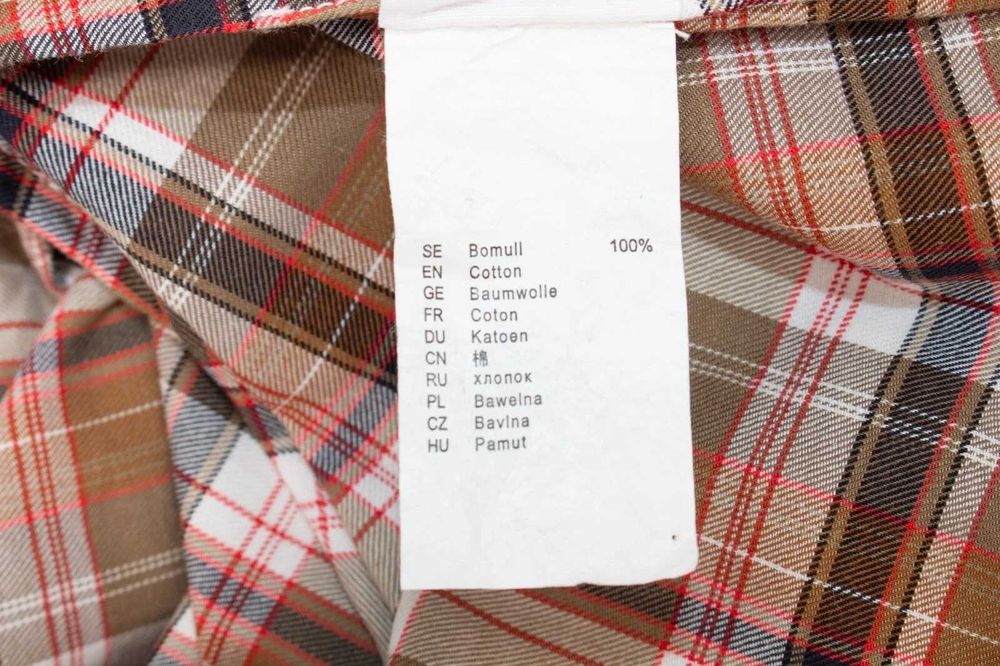 SE Bomull 100%
EN Cotton
GE Baumwolle
FR Coton
DU Katoen
CN 棉
RU хлопок
PL Bawelna
CZ Bavlna
HU Pamut